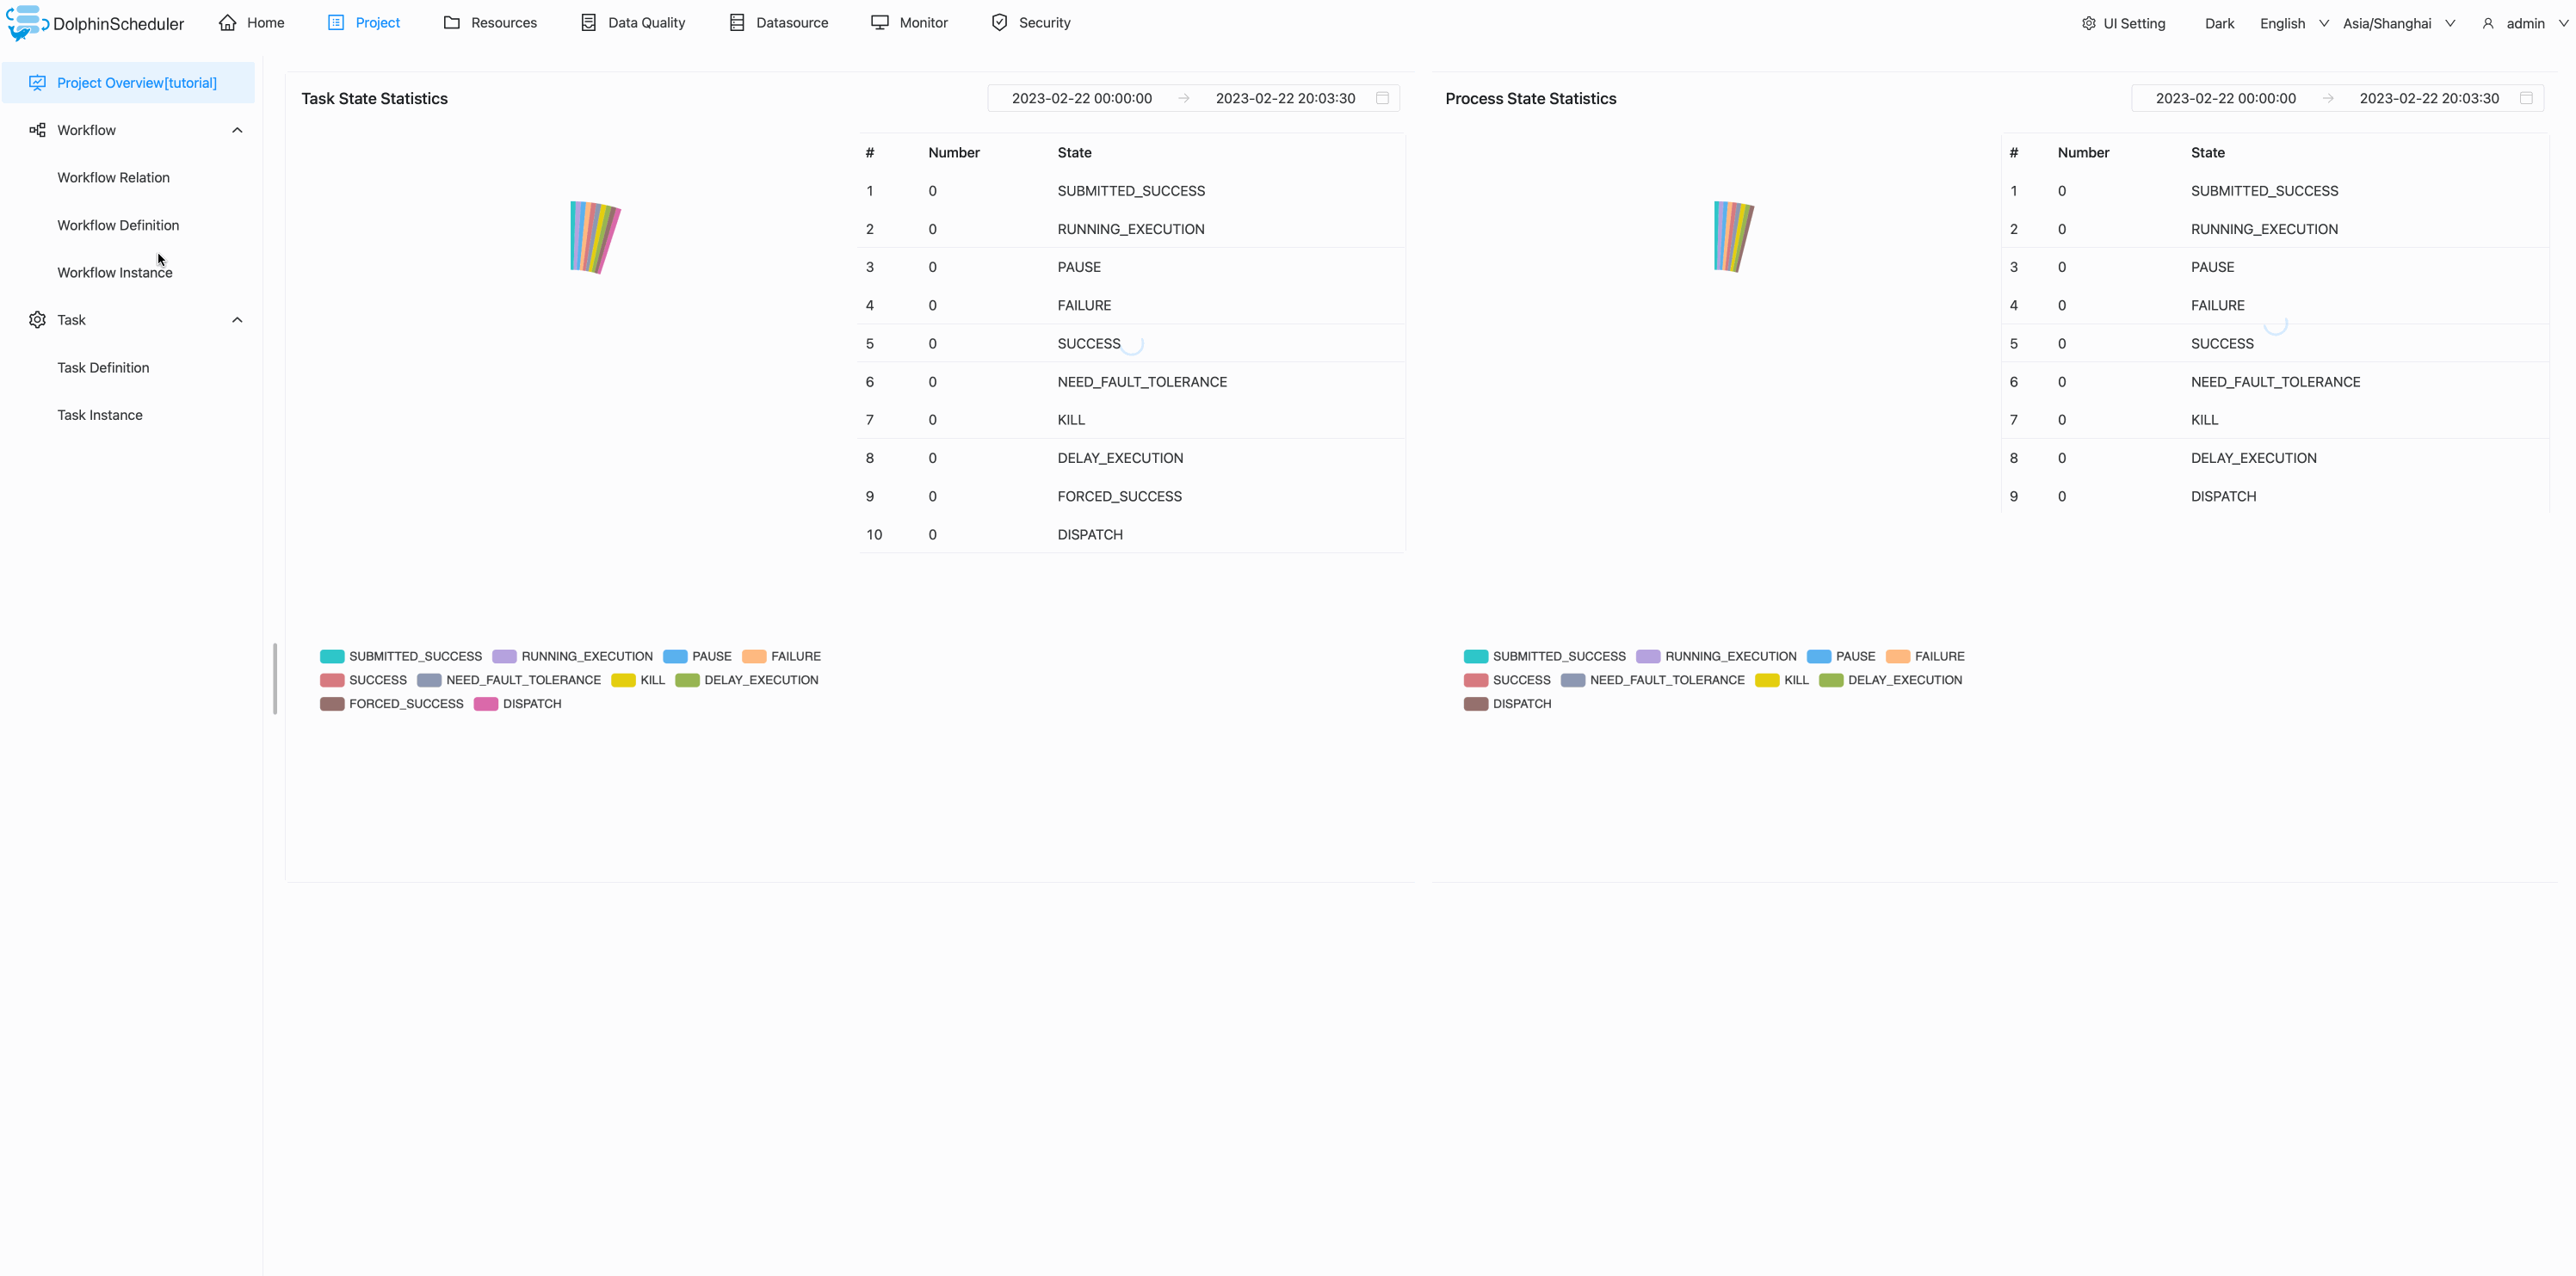 DolphinScheduler Home Project Resources Data Quality Datasource Monitor Security UI Setting Dark English Asia/Shanghai admin
Project Overview[tutorial]
Workflow
Workflow Relation
Workflow Definition
Workflow Instance
Task
Task Definition
Task Instance
Task State Statistics 2023-02-22 00:00:00 → 2023-02-22 20:03:30
# Number State
1 0 SUBMITTED_SUCCESS
2 0 RUNNING_EXECUTION
3 0 PAUSE
4 0 FAILURE
5 0 SUCCESS
6 0 NEED_FAULT_TOLERANCE
7 0 KILL
8 0 DELAY_EXECUTION
9 0 FORCED_SUCCESS
10 0 DISPATCH
SUBMITTED_SUCCESS RUNNING_EXECUTION PAUSE FAILURE
SUCCESS NEED_FAULT_TOLERANCE KILL DELAY_EXECUTION
FORCED_SUCCESS DISPATCH
Process State Statistics 2023-02-22 00:00:00 → 2023-02-22 20:03:30
# Number State
1 0 SUBMITTED_SUCCESS
2 0 RUNNING_EXECUTION
3 0 PAUSE
4 0 FAILURE
5 0 SUCCESS
6 0 NEED_FAULT_TOLERANCE
7 0 KILL
8 0 DELAY_EXECUTION
9 0 DISPATCH
SUBMITTED_SUCCESS RUNNING_EXECUTION PAUSE FAILURE
SUCCESS NEED_FAULT_TOLERANCE KILL DELAY_EXECUTION
DISPATCH